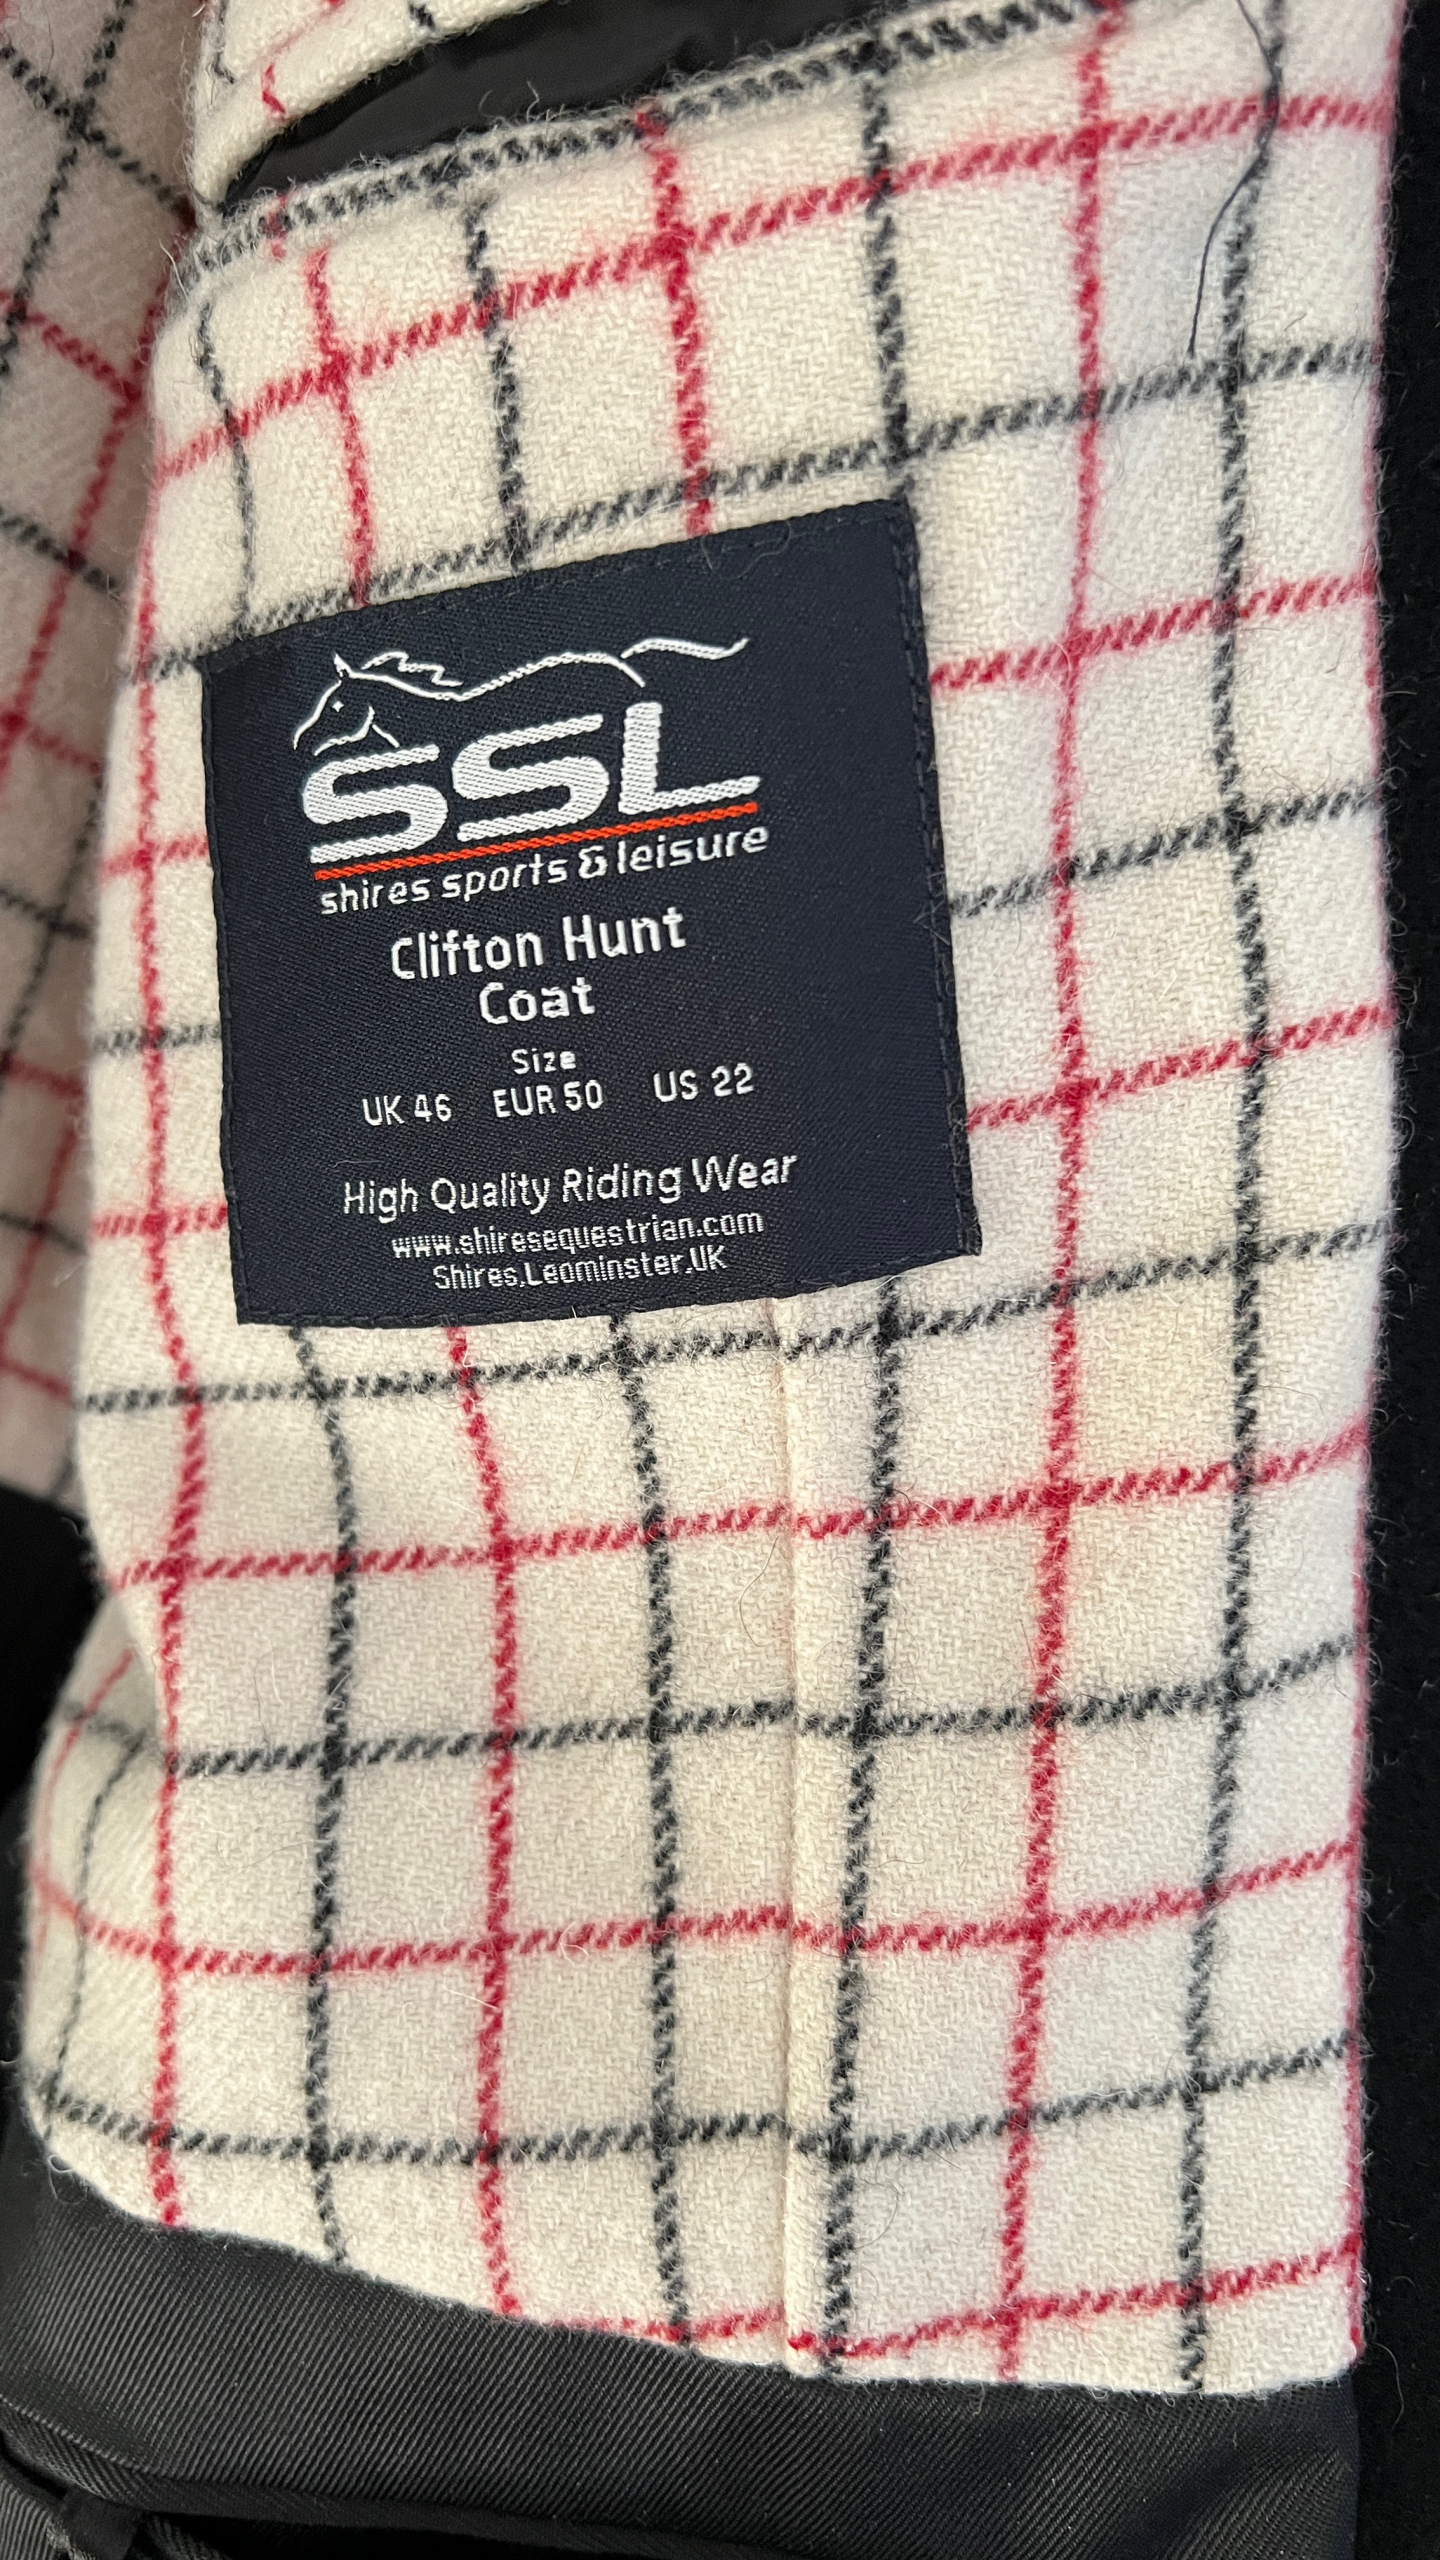 SSL
shires sports & leisure
Clifton Hunt
Coat
Size
UK 46 EUR 50 US 22
High Quality Riding Wear
www.shiresequestrian.com
Shires,Leominster,UK